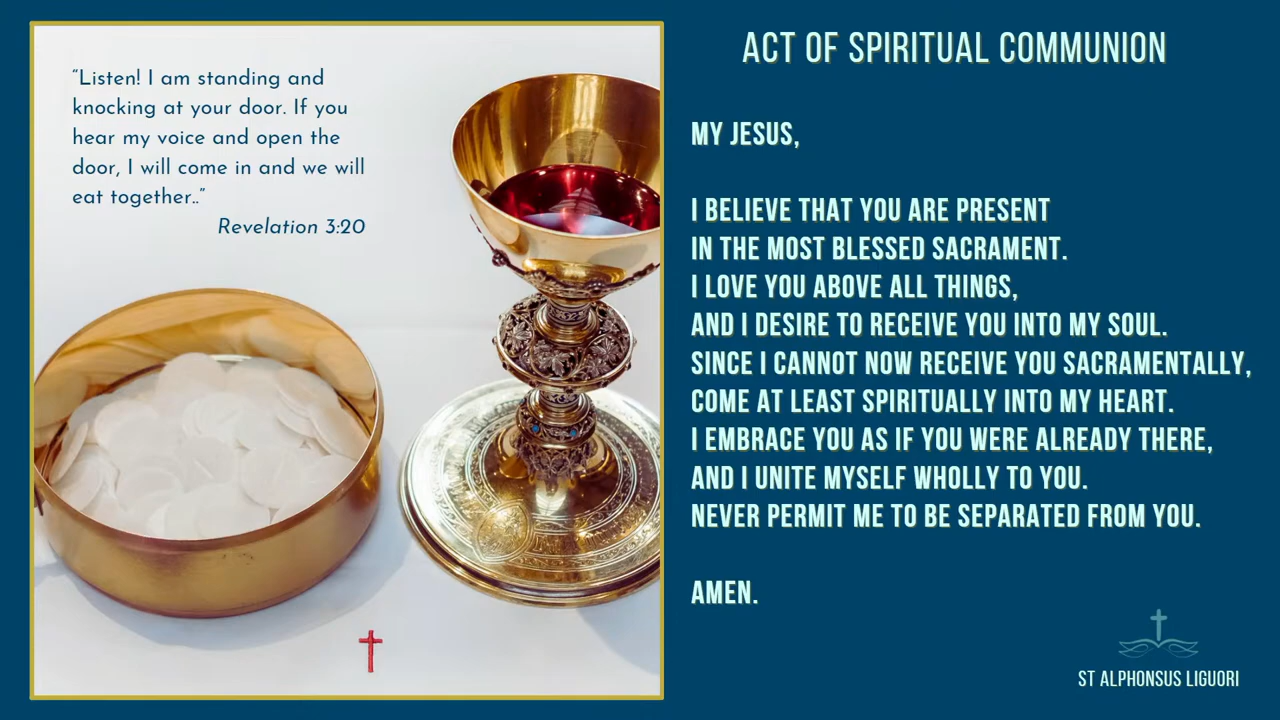 “Listen! I am standing and
knocking at your door. If you
hear my voice and open the
door, I will come in and we will
eat together..”
Revelation 3:20
ACT OF SPIRITUAL COMMUNION
MY JESUS,
I BELIEVE THAT YOU ARE PRESENT
IN THE MOST BLESSED SACRAMENT.
I LOVE YOU ABOVE ALL THINGS,
AND I DESIRE TO RECEIVE YOU INTO MY SOUL.
SINCE I CANNOT NOW RECEIVE YOU SACRAMENTALLY,
COME AT LEAST SPIRITUALLY INTO MY HEART.
I EMBRACE YOU AS IF YOU WERE ALREADY THERE,
AND I UNITE MYSELF WHOLLY TO YOU.
NEVER PERMIT ME TO BE SEPARATED FROM YOU.
AMEN.
ST ALPHONSUS LIGUORI